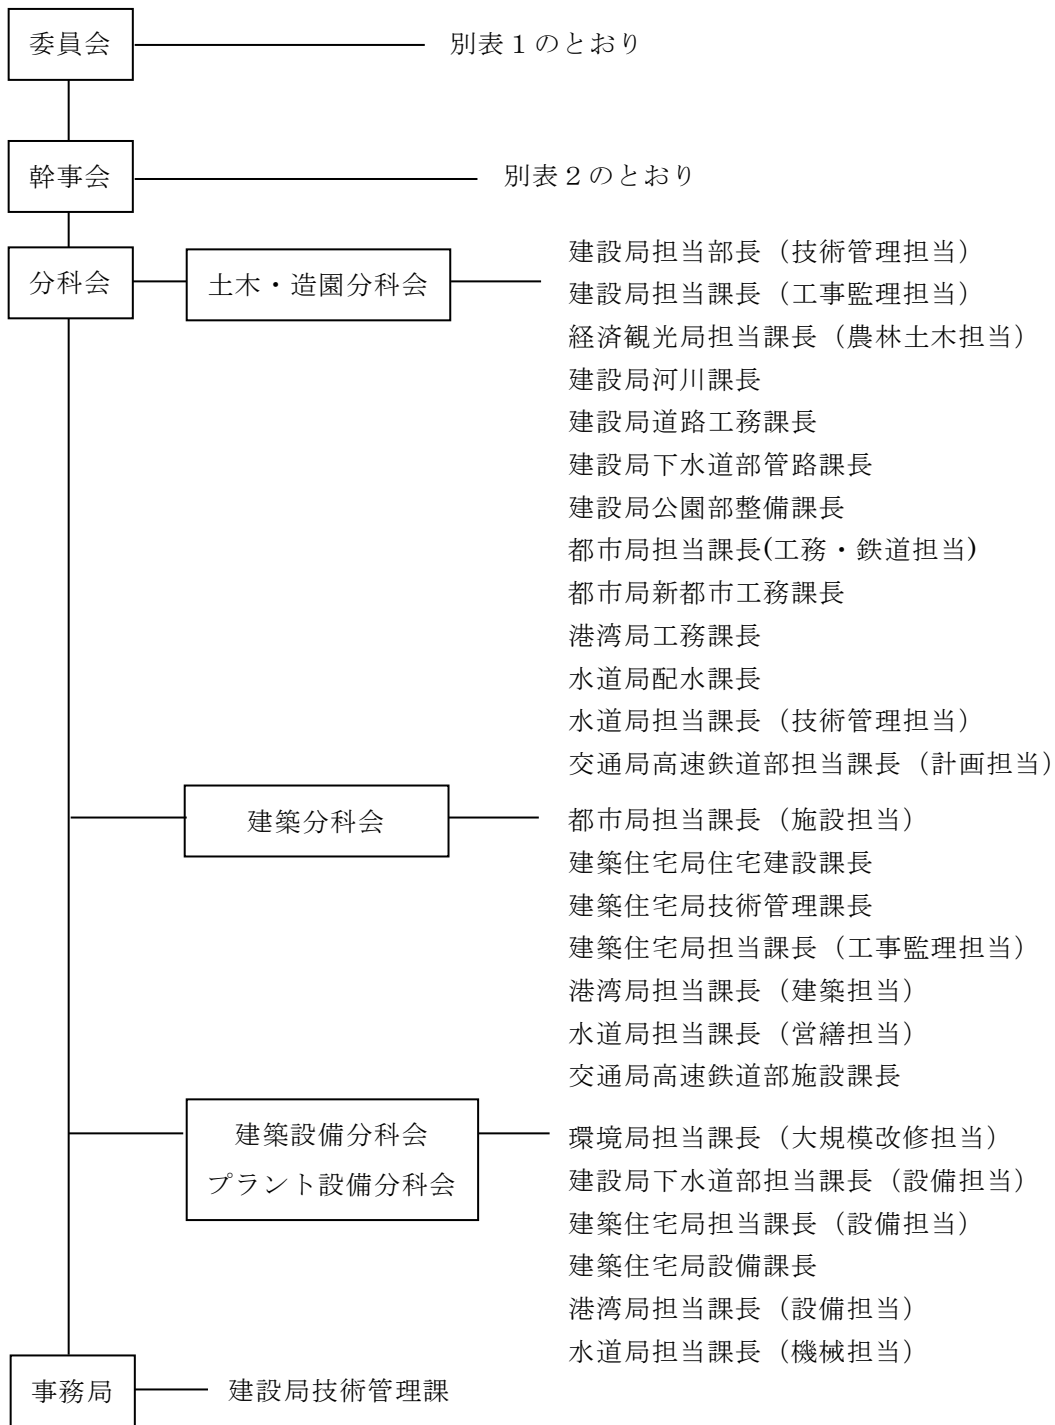 委員会
別表１のとおり
幹事会
別表２のとおり
分科会
土木・造園分科会
建設局担当部長（技術管理担当）
建設局担当課長（工事監理担当）
経済観光局担当課長（農林土木担当）
建設局河川課長
建設局道路工務課長
建設局下水道部管路課長
建設局公園部整備課長
都市局担当課長(工務・鉄道担当)
都市局新都市工務課長
港湾局工務課長
水道局配水課長
水道局担当課長（技術管理担当）
交通局高速鉄道部担当課長（計画担当）
建築分科会
都市局担当課長（施設担当）
建築住宅局住宅建設課長
建築住宅局技術管理課長
建築住宅局担当課長（工事監理担当）
港湾局担当課長（建築担当）
水道局担当課長（営繕担当）
交通局高速鉄道部施設課長
建築設備分科会
プラント設備分科会
環境局担当課長（大規模改修担当）
建設局下水道部担当課長（設備担当）
建築住宅局担当課長（設備担当）
建築住宅局設備課長
港湾局担当課長（設備担当）
水道局担当課長（機械担当）
事務局
建設局技術管理課